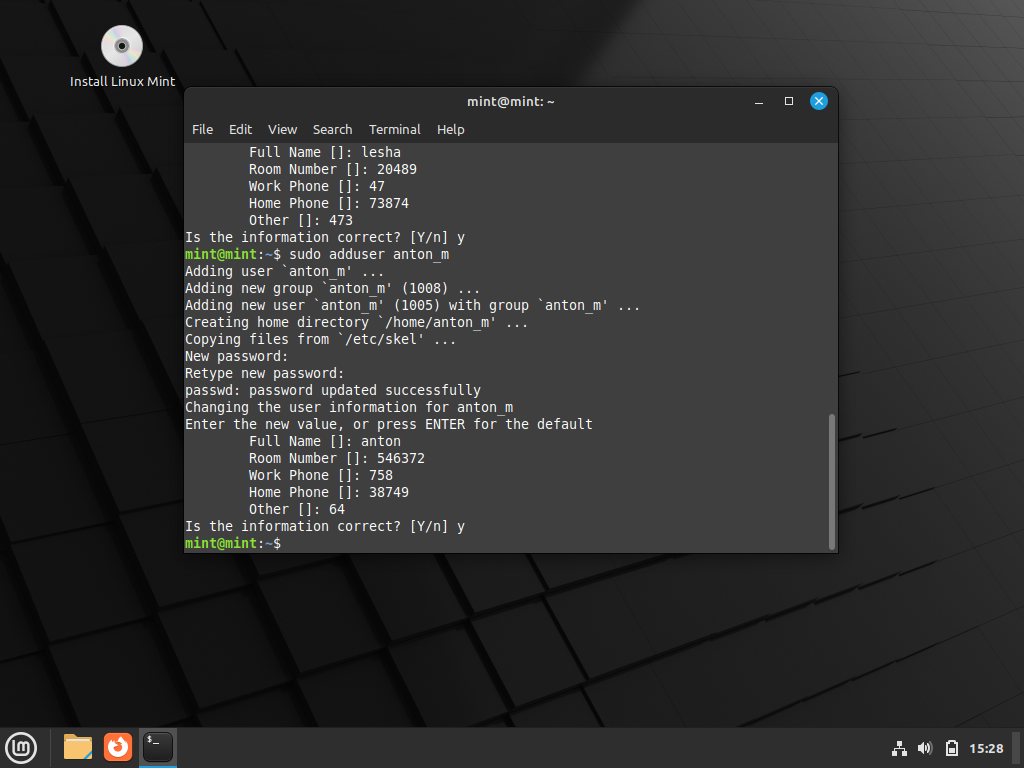 Install Linux Mint
mint@mint: ~
File Edit View Search Terminal Help
Full Name []: lesha
Room Number []: 20489
Work Phone []: 47
Home Phone []: 73874
Other []: 473
Is the information correct? [Y/n] y
mint@mint:~$ sudo adduser anton_m
Adding user `anton_m' ...
Adding new group `anton_m' (1008) ...
Adding new user `anton_m' (1005) with group `anton_m' ...
Creating home directory `/home/anton_m' ...
Copying files from `/etc/skel' ...
New password:
Retype new password:
passwd: password updated successfully
Changing the user information for anton_m
Enter the new value, or press ENTER for the default
Full Name []: anton
Room Number []: 546372
Work Phone []: 758
Home Phone []: 38749
Other []: 64
Is the information correct? [Y/n] y
mint@mint:~$
$_
15:28